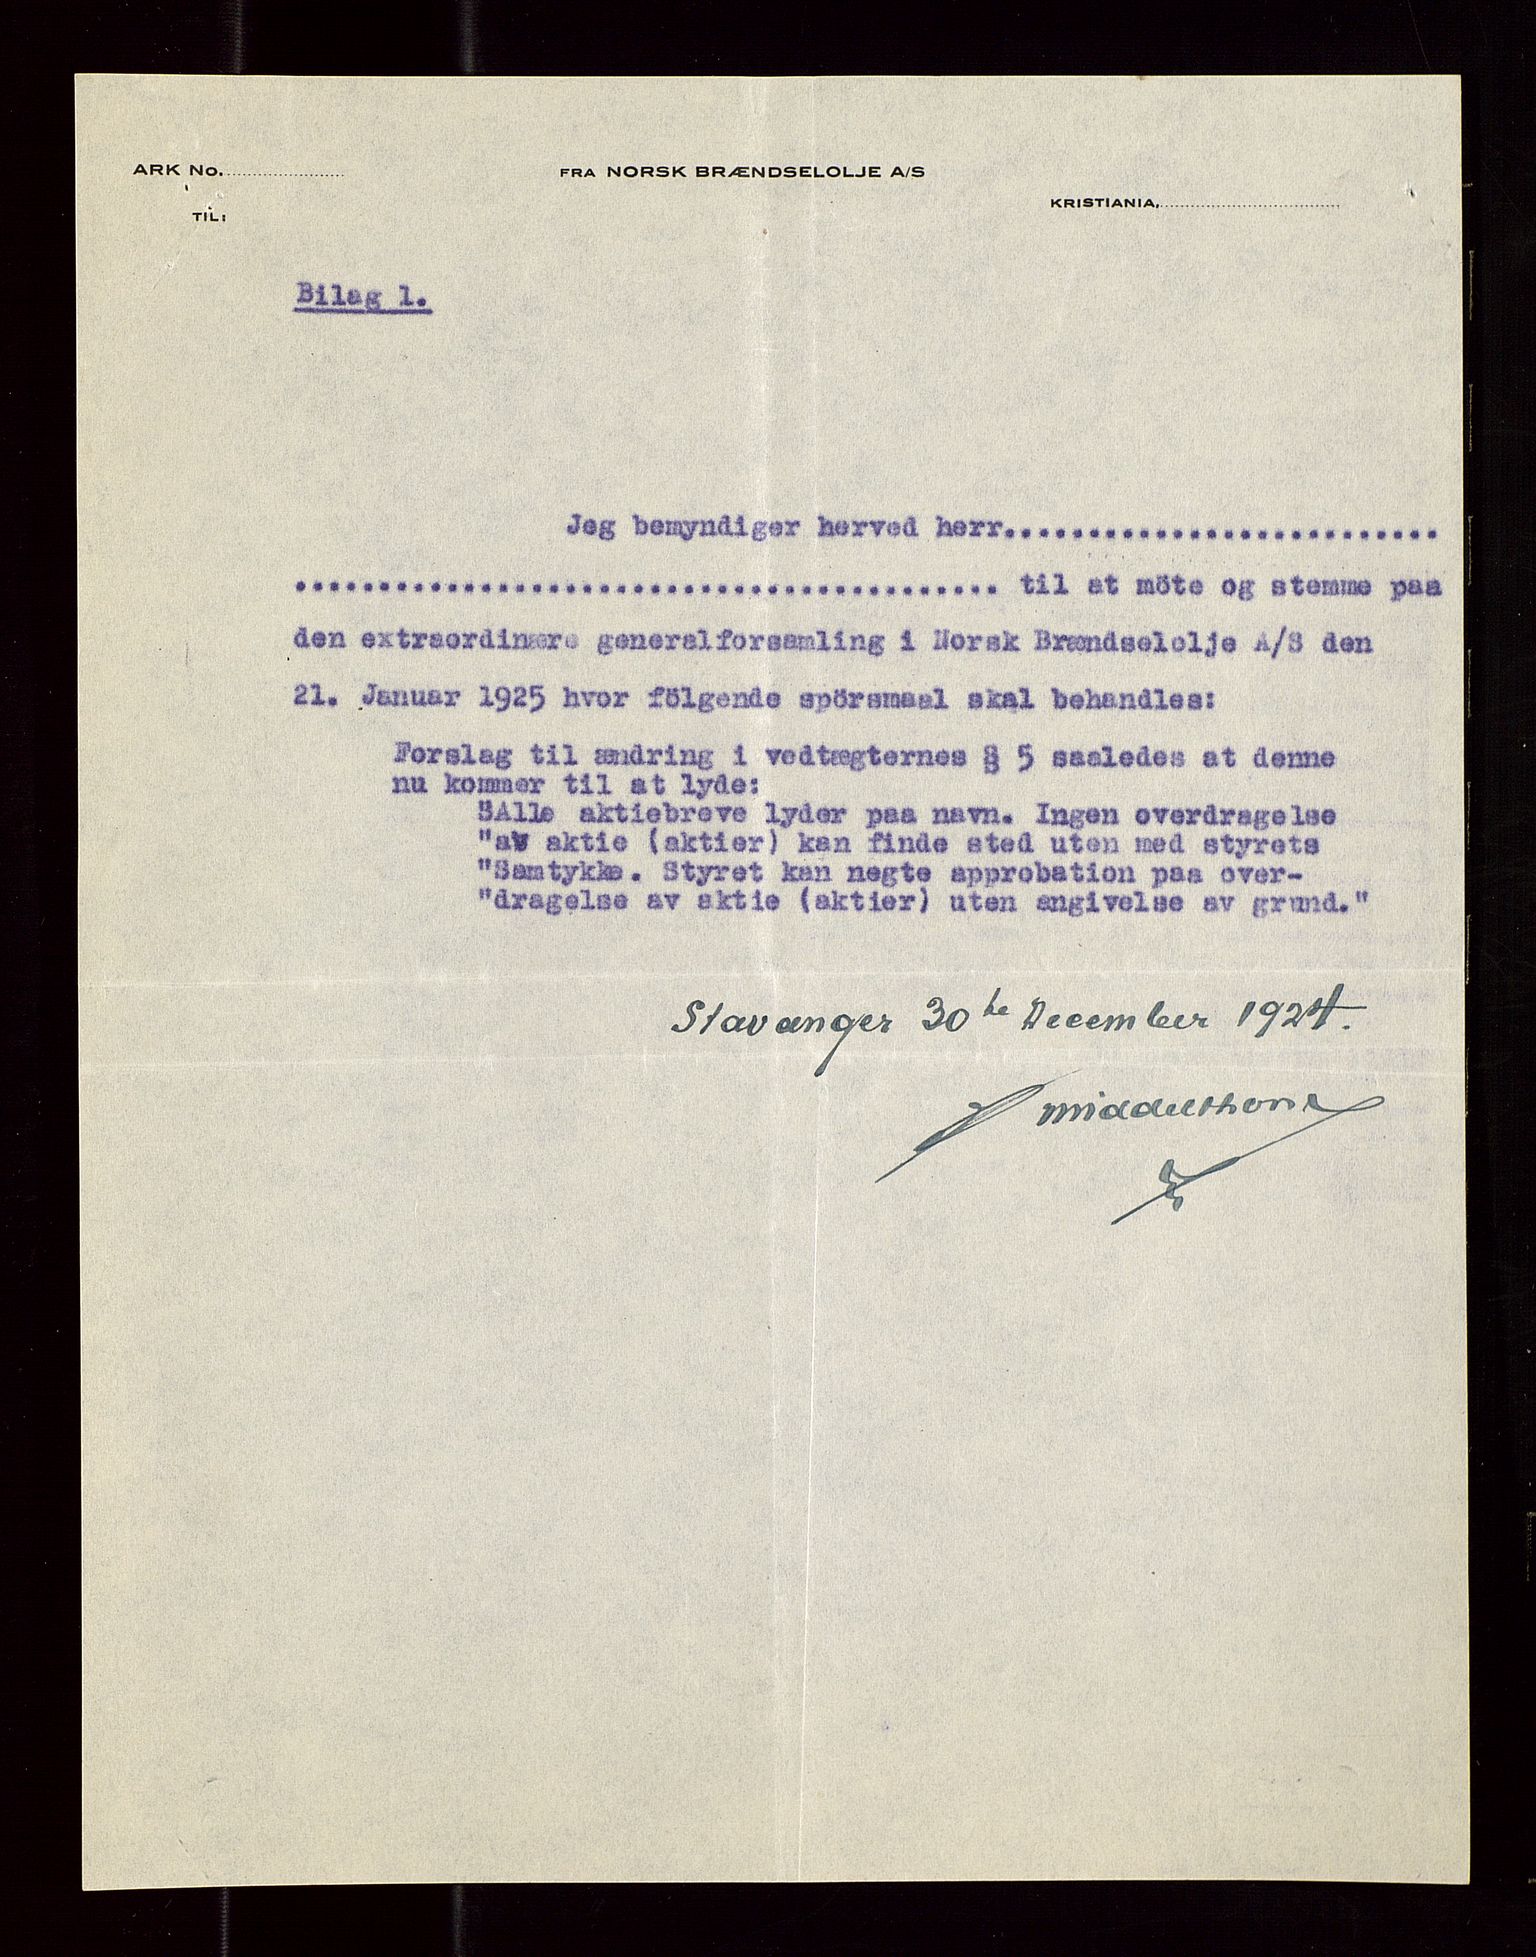 ARK No.......................
FRA NORSK BRÆNDSELOLJE A/S
KRISTIANIA,..................................
TIL:
Bilag 1.
Jeg bemyndiger herved herr..........................
.......................................... til at möte og stemme paa
den extraordinære generalforsamling i Norsk Brændselolje A/S den
21. Januar 1925 hvor fölgende spörsmaal skal behandles:
Forslag til ændring i vedtægternes § 5 saaledes at denne
nu kommer til at lyde:
"Alle aktiebreve lyder paa navn. Ingen overdragelse
"av aktie (aktier) kan finde sted uten med styrets
"Samtykke. Styret kan negte approbation paa over-
"dragelse av aktie (aktier) uten angivelse av grund."
Stavanger 30te December 1924.
Middelthon